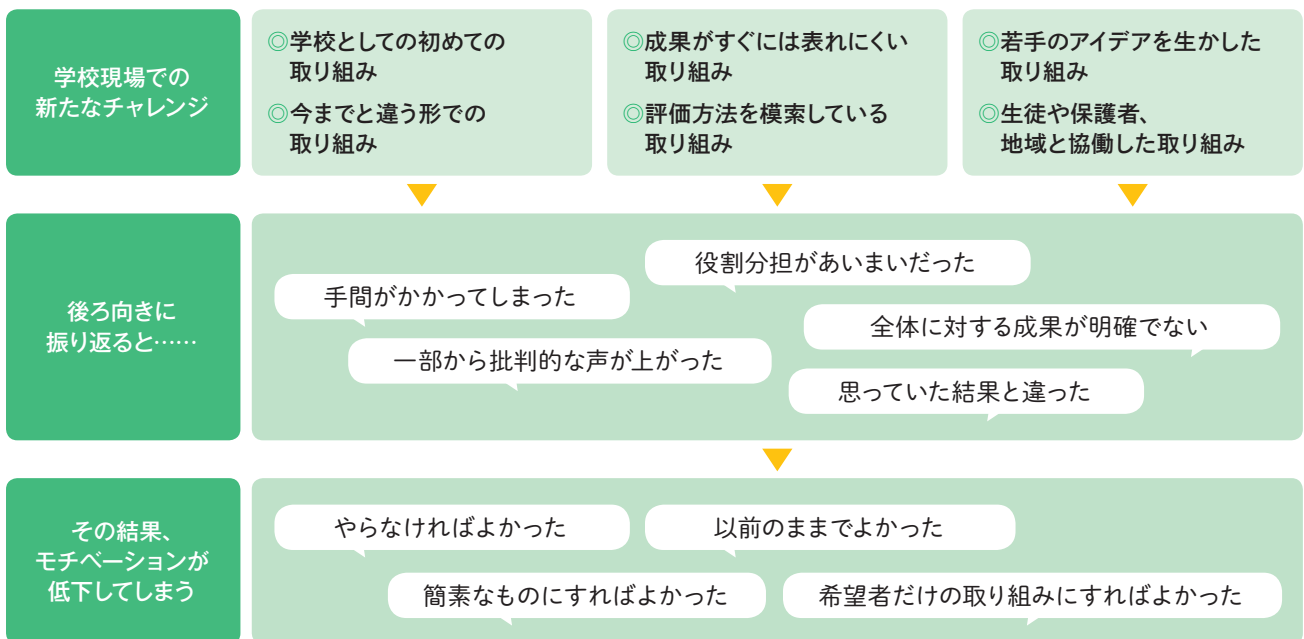 学校現場での
新たなチャレンジ
◎学校としての初めての
取り組み
◎今までと違う形での
取り組み
◎成果がすぐには表れにくい
取り組み
◎評価方法を模索している
取り組み
◎若手のアイデアを生かした
取り組み
◎生徒や保護者、
地域と協働した取り組み
後ろ向きに
振り返ると……
役割分担があいまいだった
手間がかかってしまった
全体に対する成果が明確でない
一部から批判的な声が上がった
思っていた結果と違った
その結果、
モチベーションが
低下してしまう
やらなければよかった
以前のままでよかった
簡素なものにすればよかった
希望者だけの取り組みにすればよかった